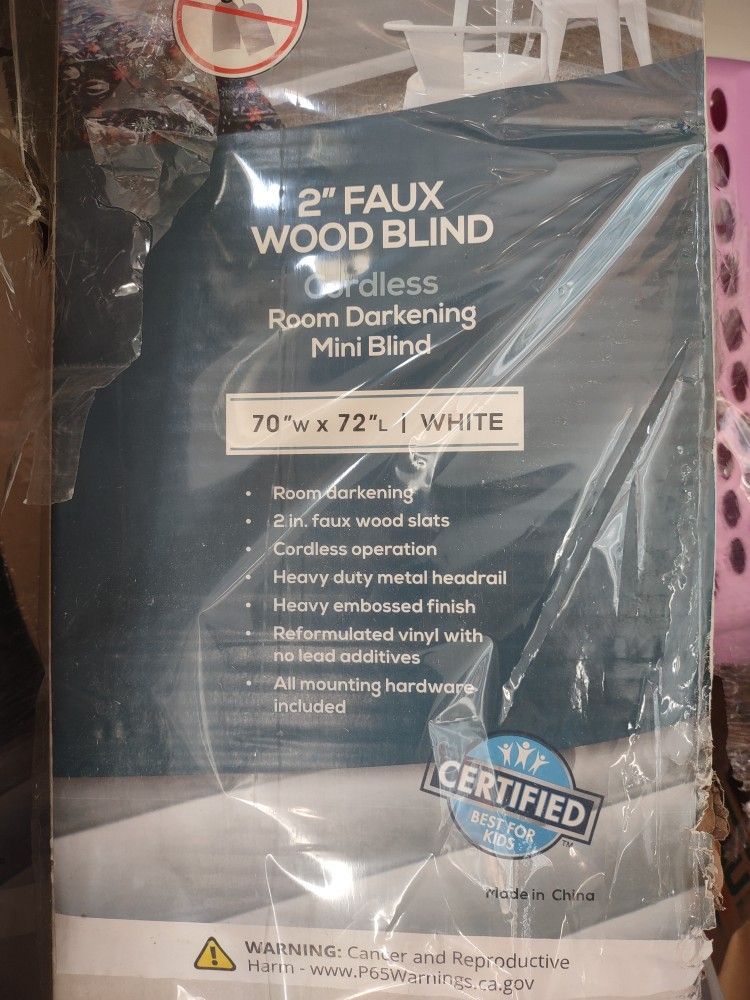 2" FAUX
WOOD BLIND
Cordless
Room Darkening
Mini Blind
70"W x 72"L | WHITE
• Room darkening
• 2 in. faux wood slats
• Cordless operation
• Heavy duty metal headrail
• Heavy embossed finish
• Reformulated vinyl with
no lead additives
• All mounting hardware
included
CERTIFIED
BEST FOR
KIDS™
Made in China
WARNING: Cancer and Reproductive
Harm - www.P65Warnings.ca.gov